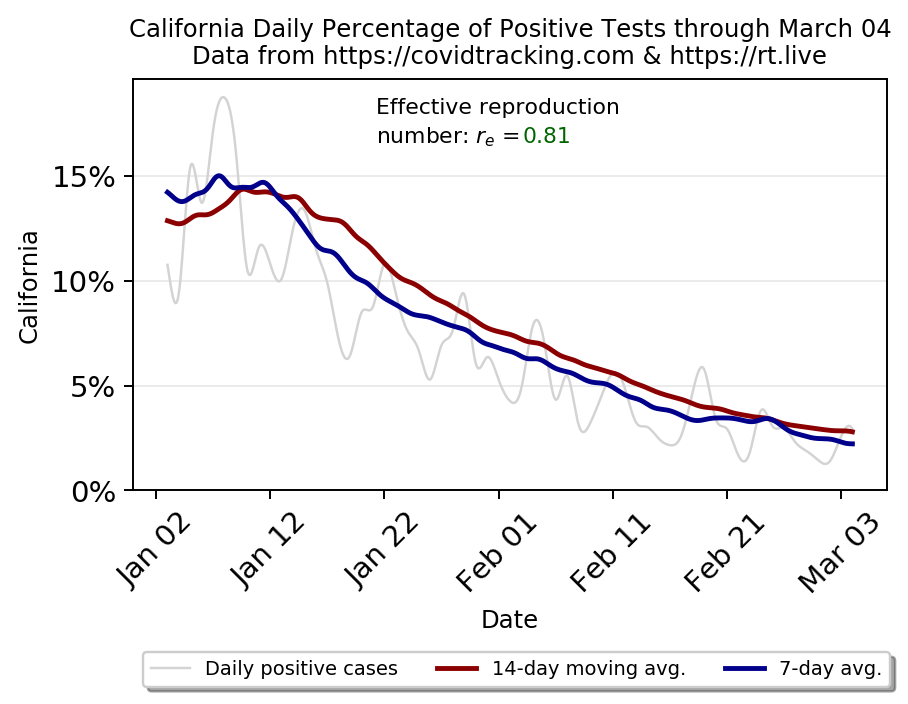 California Daily Percentage of Positive Tests through March 04
Data from https://covidtracking.com & https://rt.live
Effective reproduction
number: rₑ =0.81
California
15%
10%
5%
0%
Jan 02
Jan 12
Jan 22
Feb 01
Feb 11
Feb 21
Mar 03
Date
Daily positive cases
14-day moving avg.
7-day avg.